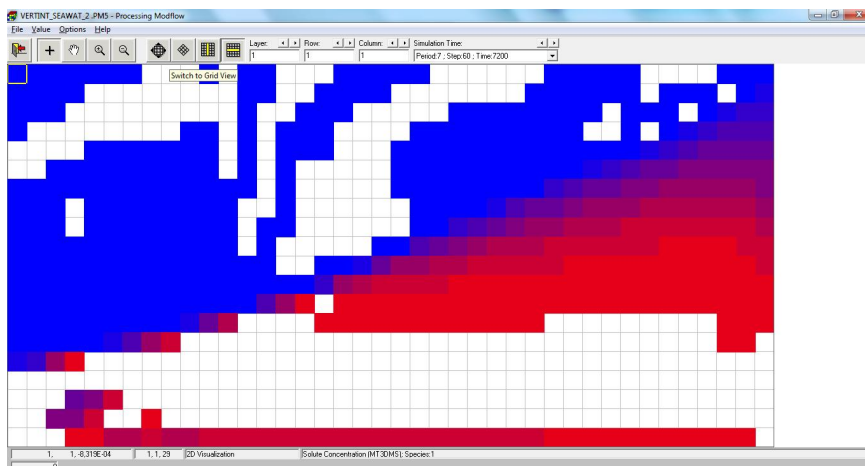 VERTINT_SEAWAT_2 .PM5 - Processing Modflow
File Value Options Help
Layer: Row: Column: Simulation Time:
1 1 1 Period:7 ; Step:60 ; Time:7200
Switch to Grid View
1, 1,-8,319E-04 1, 1, 29 2D Visualization Solute Concentration (MT3DMS); Species:1
0